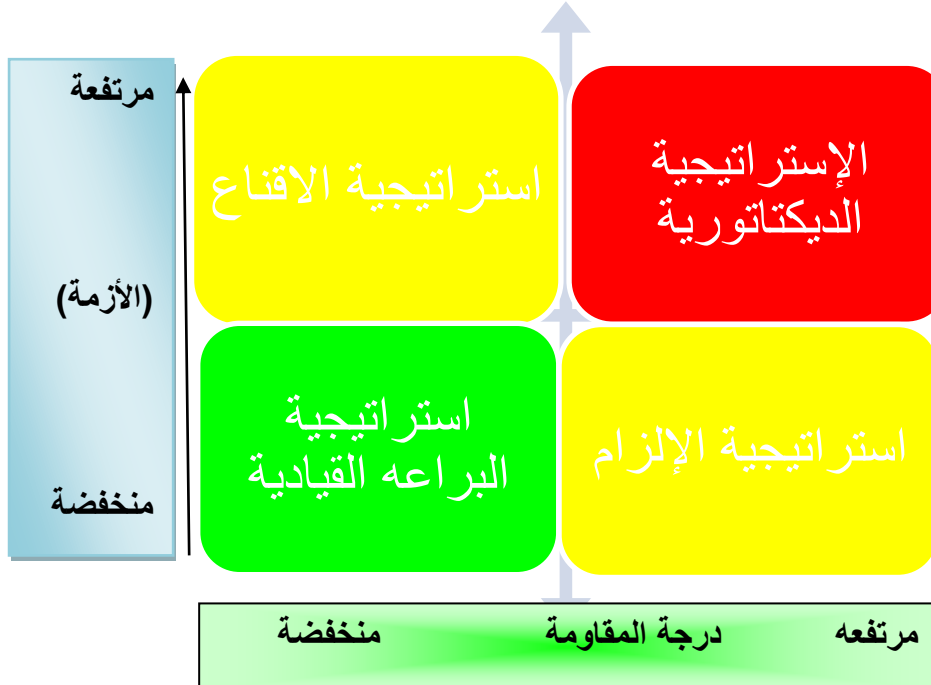 مرتفعة
(الأزمة)
منخفضة
الإستراتيجية
الديكتاتورية
استراتيجية الاقناع
استراتيجية الإلزام
استراتيجية
البراعه القيادية
مرتفعه درجة المقاومة منخفضة